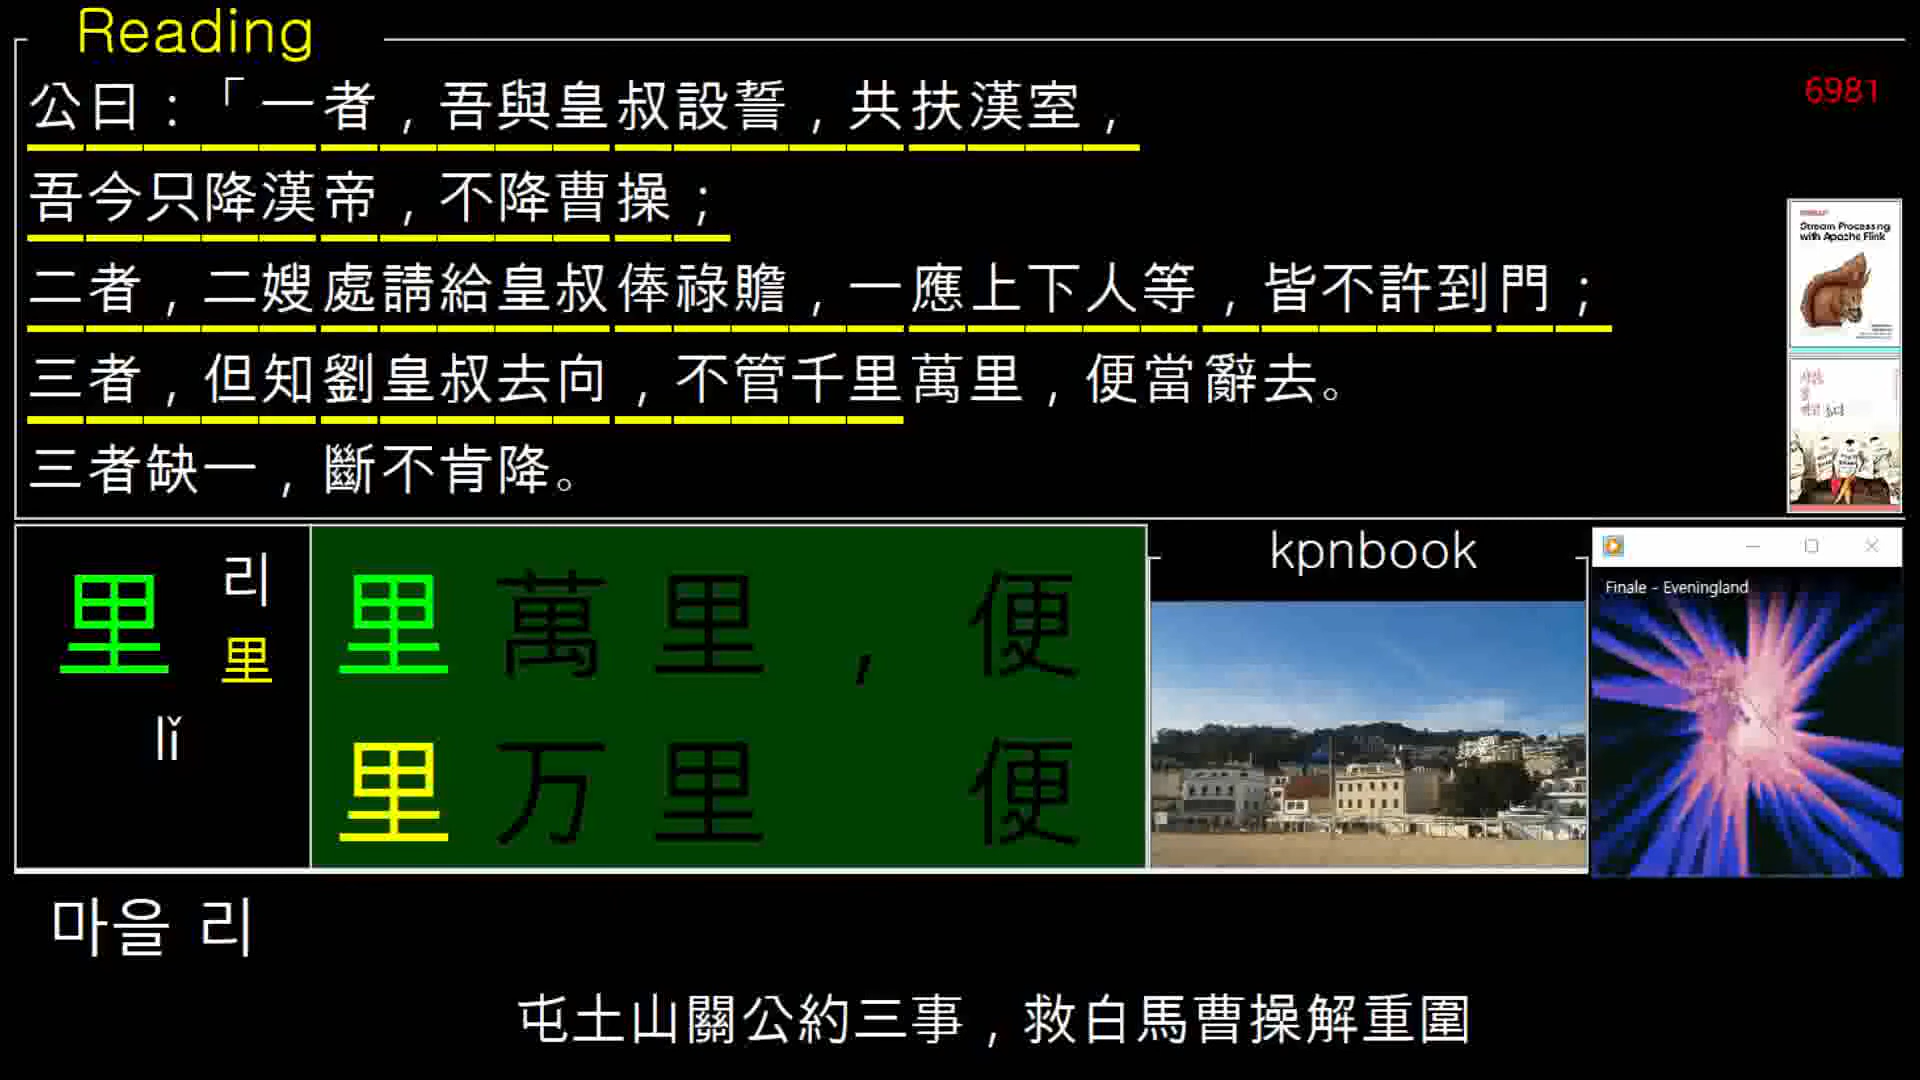 Reading
公曰：「一者，吾與皇叔設誓，共扶漢室，
6981
吾今只降漢帝，不降曹操；
二者，二嫂處請給皇叔俸祿贍，一應上下人等，皆不許到門；
三者，但知劉皇叔去向，不管千里萬里，便當辭去。
三者缺一，斷不肯降。
Stream Processing
with Apache Flink
里 리
里
lǐ
里萬里，便
里万里 便
kpnbook
Finale - Eveningland
마을 리
屯土山關公約三事，救白馬曹操解重圍